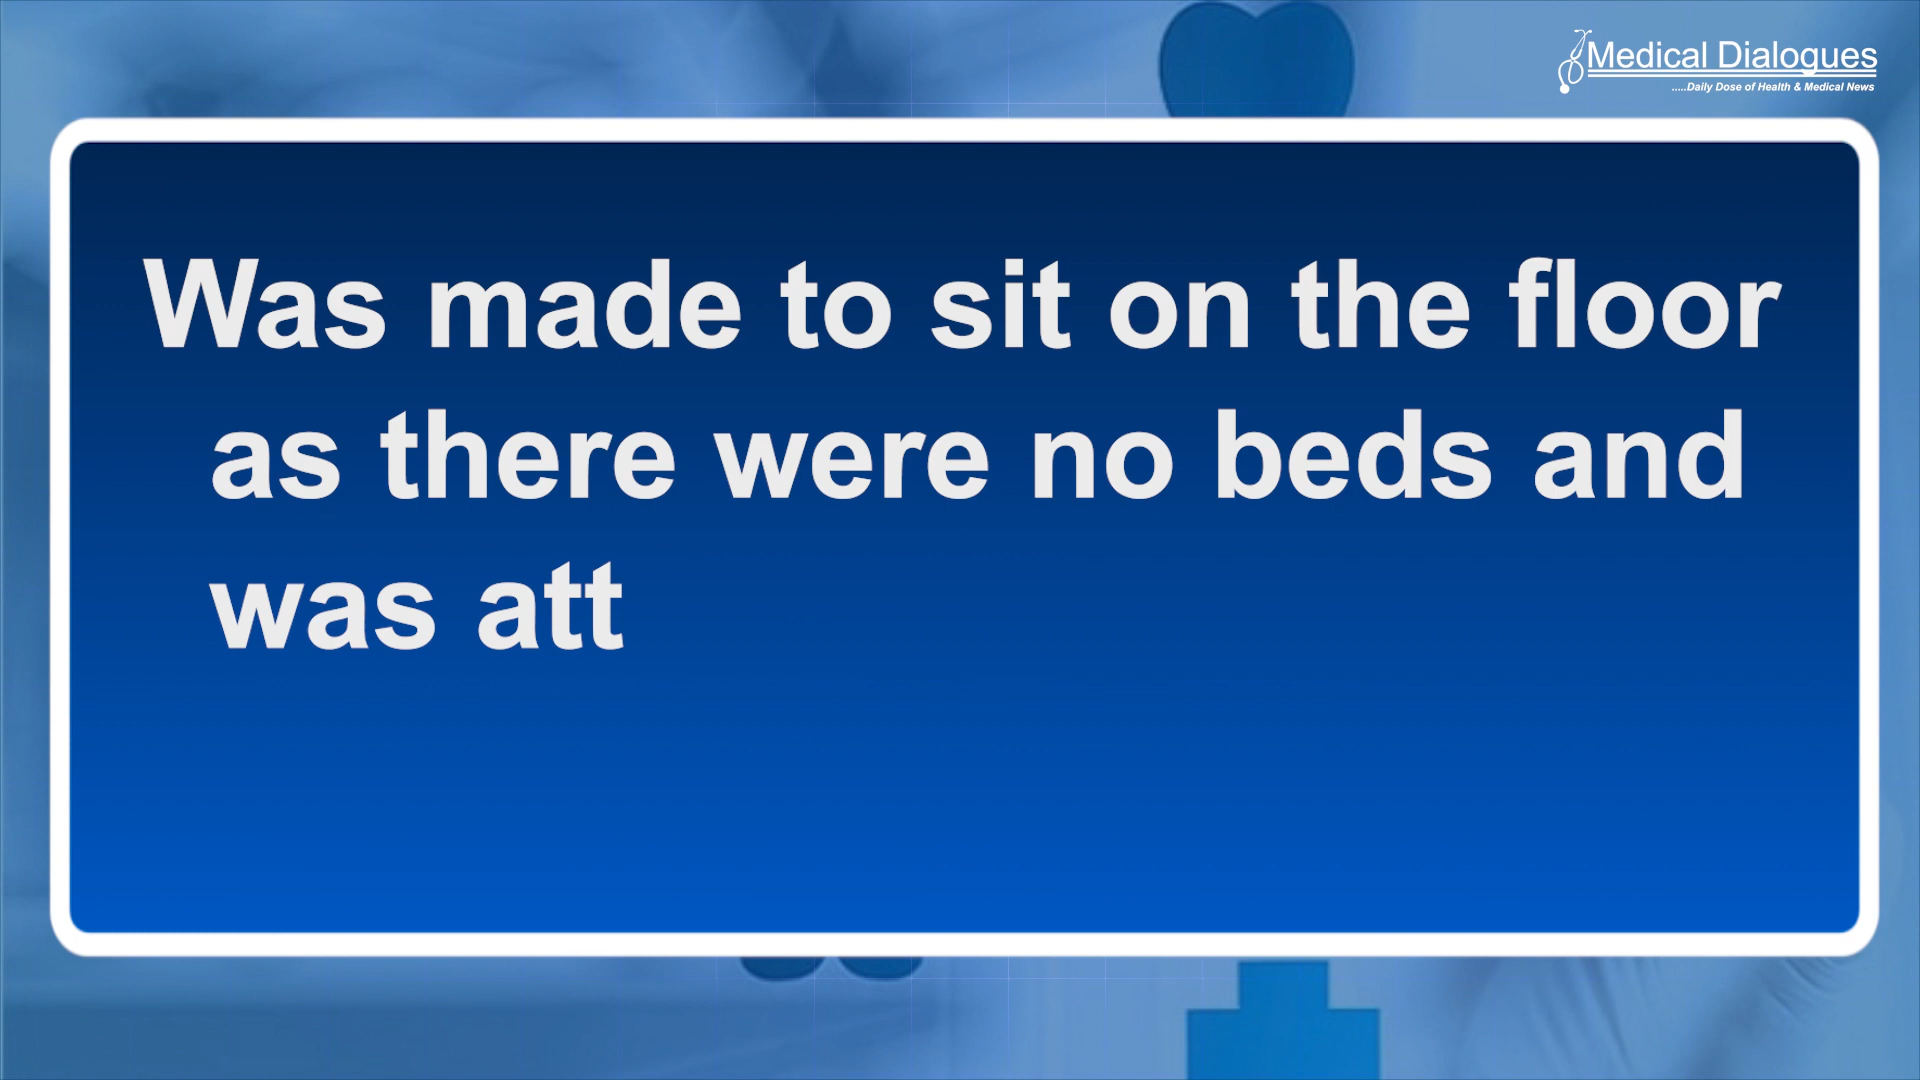 Medical Dialogues
.....Daily Dose of Health & Medical News
Was made to sit on the floor
as there were no beds and
was att